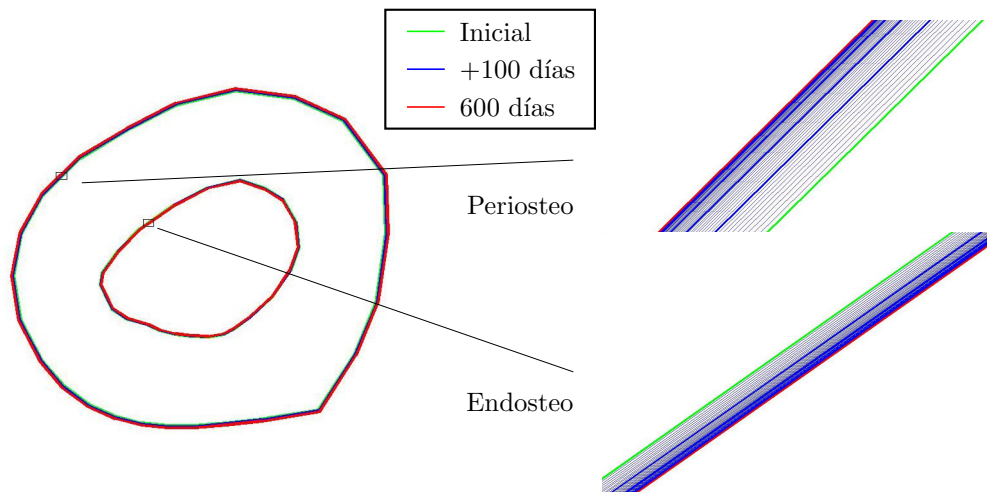 Inicial
+100 días
600 días
Periosteo
Endosteo